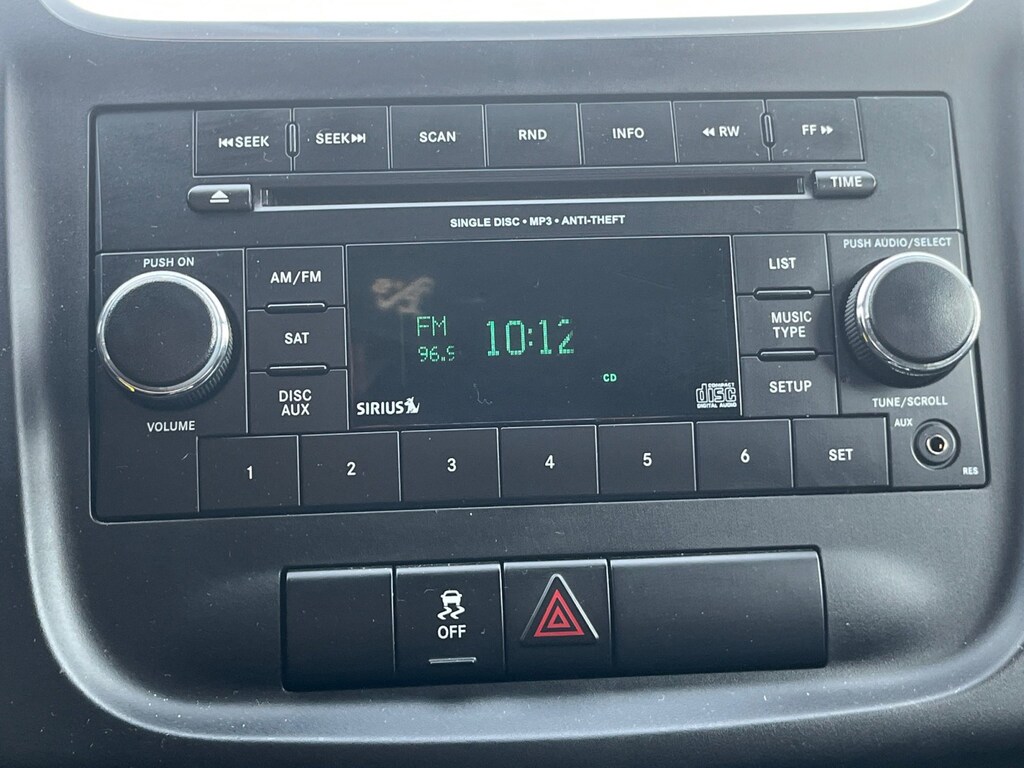 SEEK SEEK SCAN RND INFO RW FF
TIME
SINGLE DISC • MP3 • ANTI-THEFT
PUSH ON
AM/FM
SAT
DISC
AUX
VOLUME
FM
96.5
10:12
CD
SIRIUS
COMPACT
disc
DIGITAL AUDIO
LIST
MUSIC
TYPE
SETUP
PUSH AUDIO/SELECT
TUNE/SCROLL
AUX
RES
1 2 3 4 5 6 SET
OFF